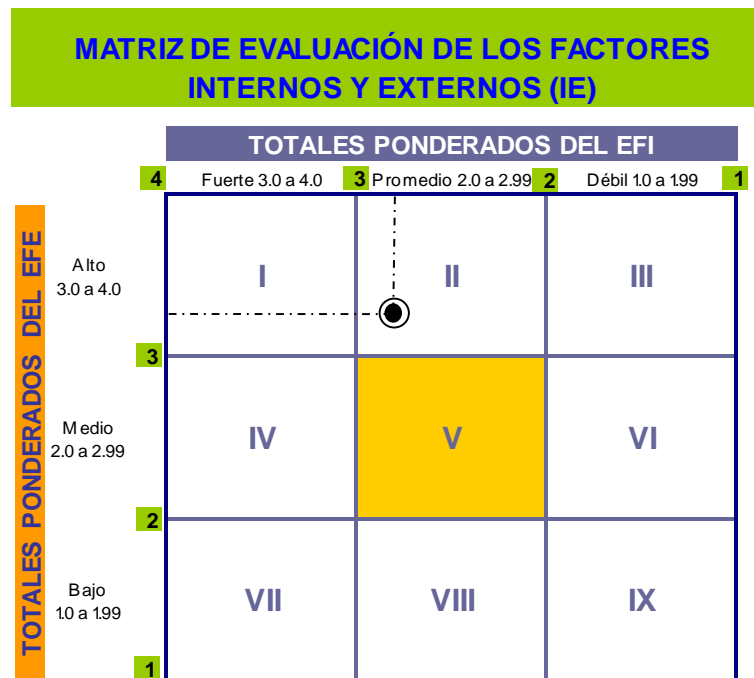 MATRIZ DE EVALUACIÓN DE LOS FACTORES
INTERNOS Y EXTERNOS (IE)
TOTALES PONDERADOS DEL EFI
4 Fuerte 3.0 a 4.0 3 Promedio 2.0 a 2.99 2 Débil 1.0 a 1.99 1
TOTALES PONDERADOS DEL EFE
Alto
3.0 a 4.0
I II III
3
Medio
2.0 a 2.99
IV V VI
2
Bajo
1.0 a 1.99
VII VIII IX
1